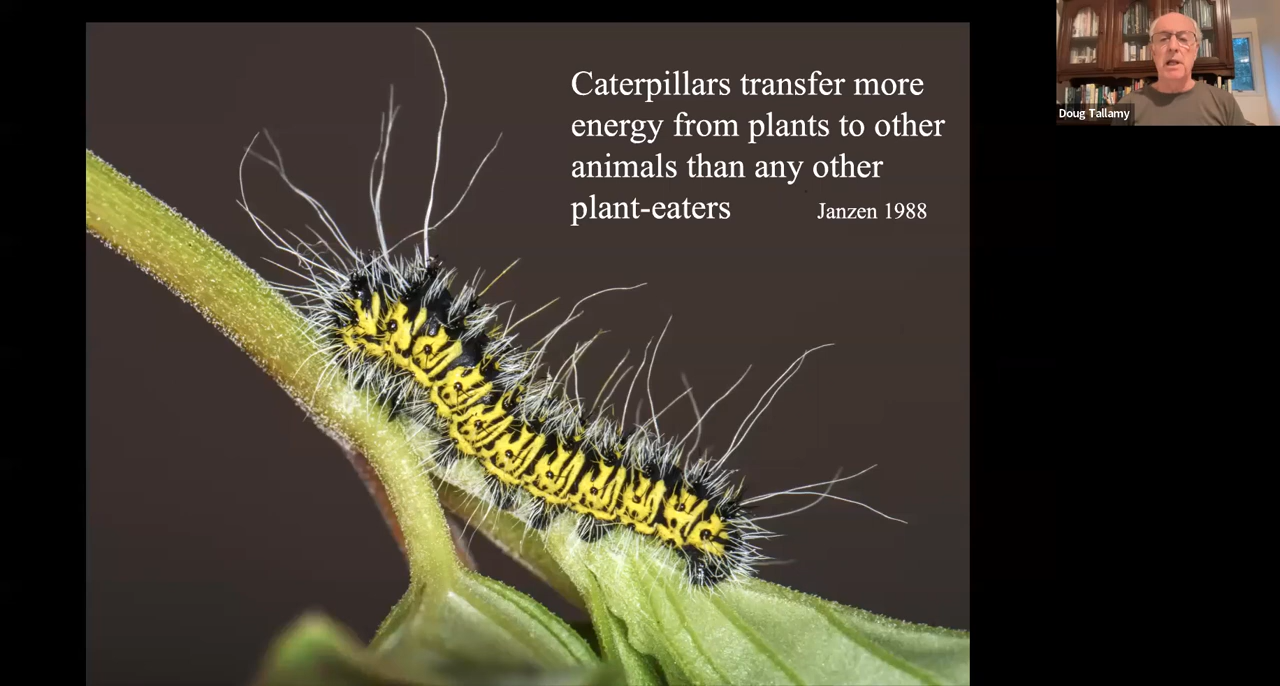 Caterpillars transfer more
energy from plants to other
animals than any other
plant-eaters Janzen 1988
Doug Tallamy